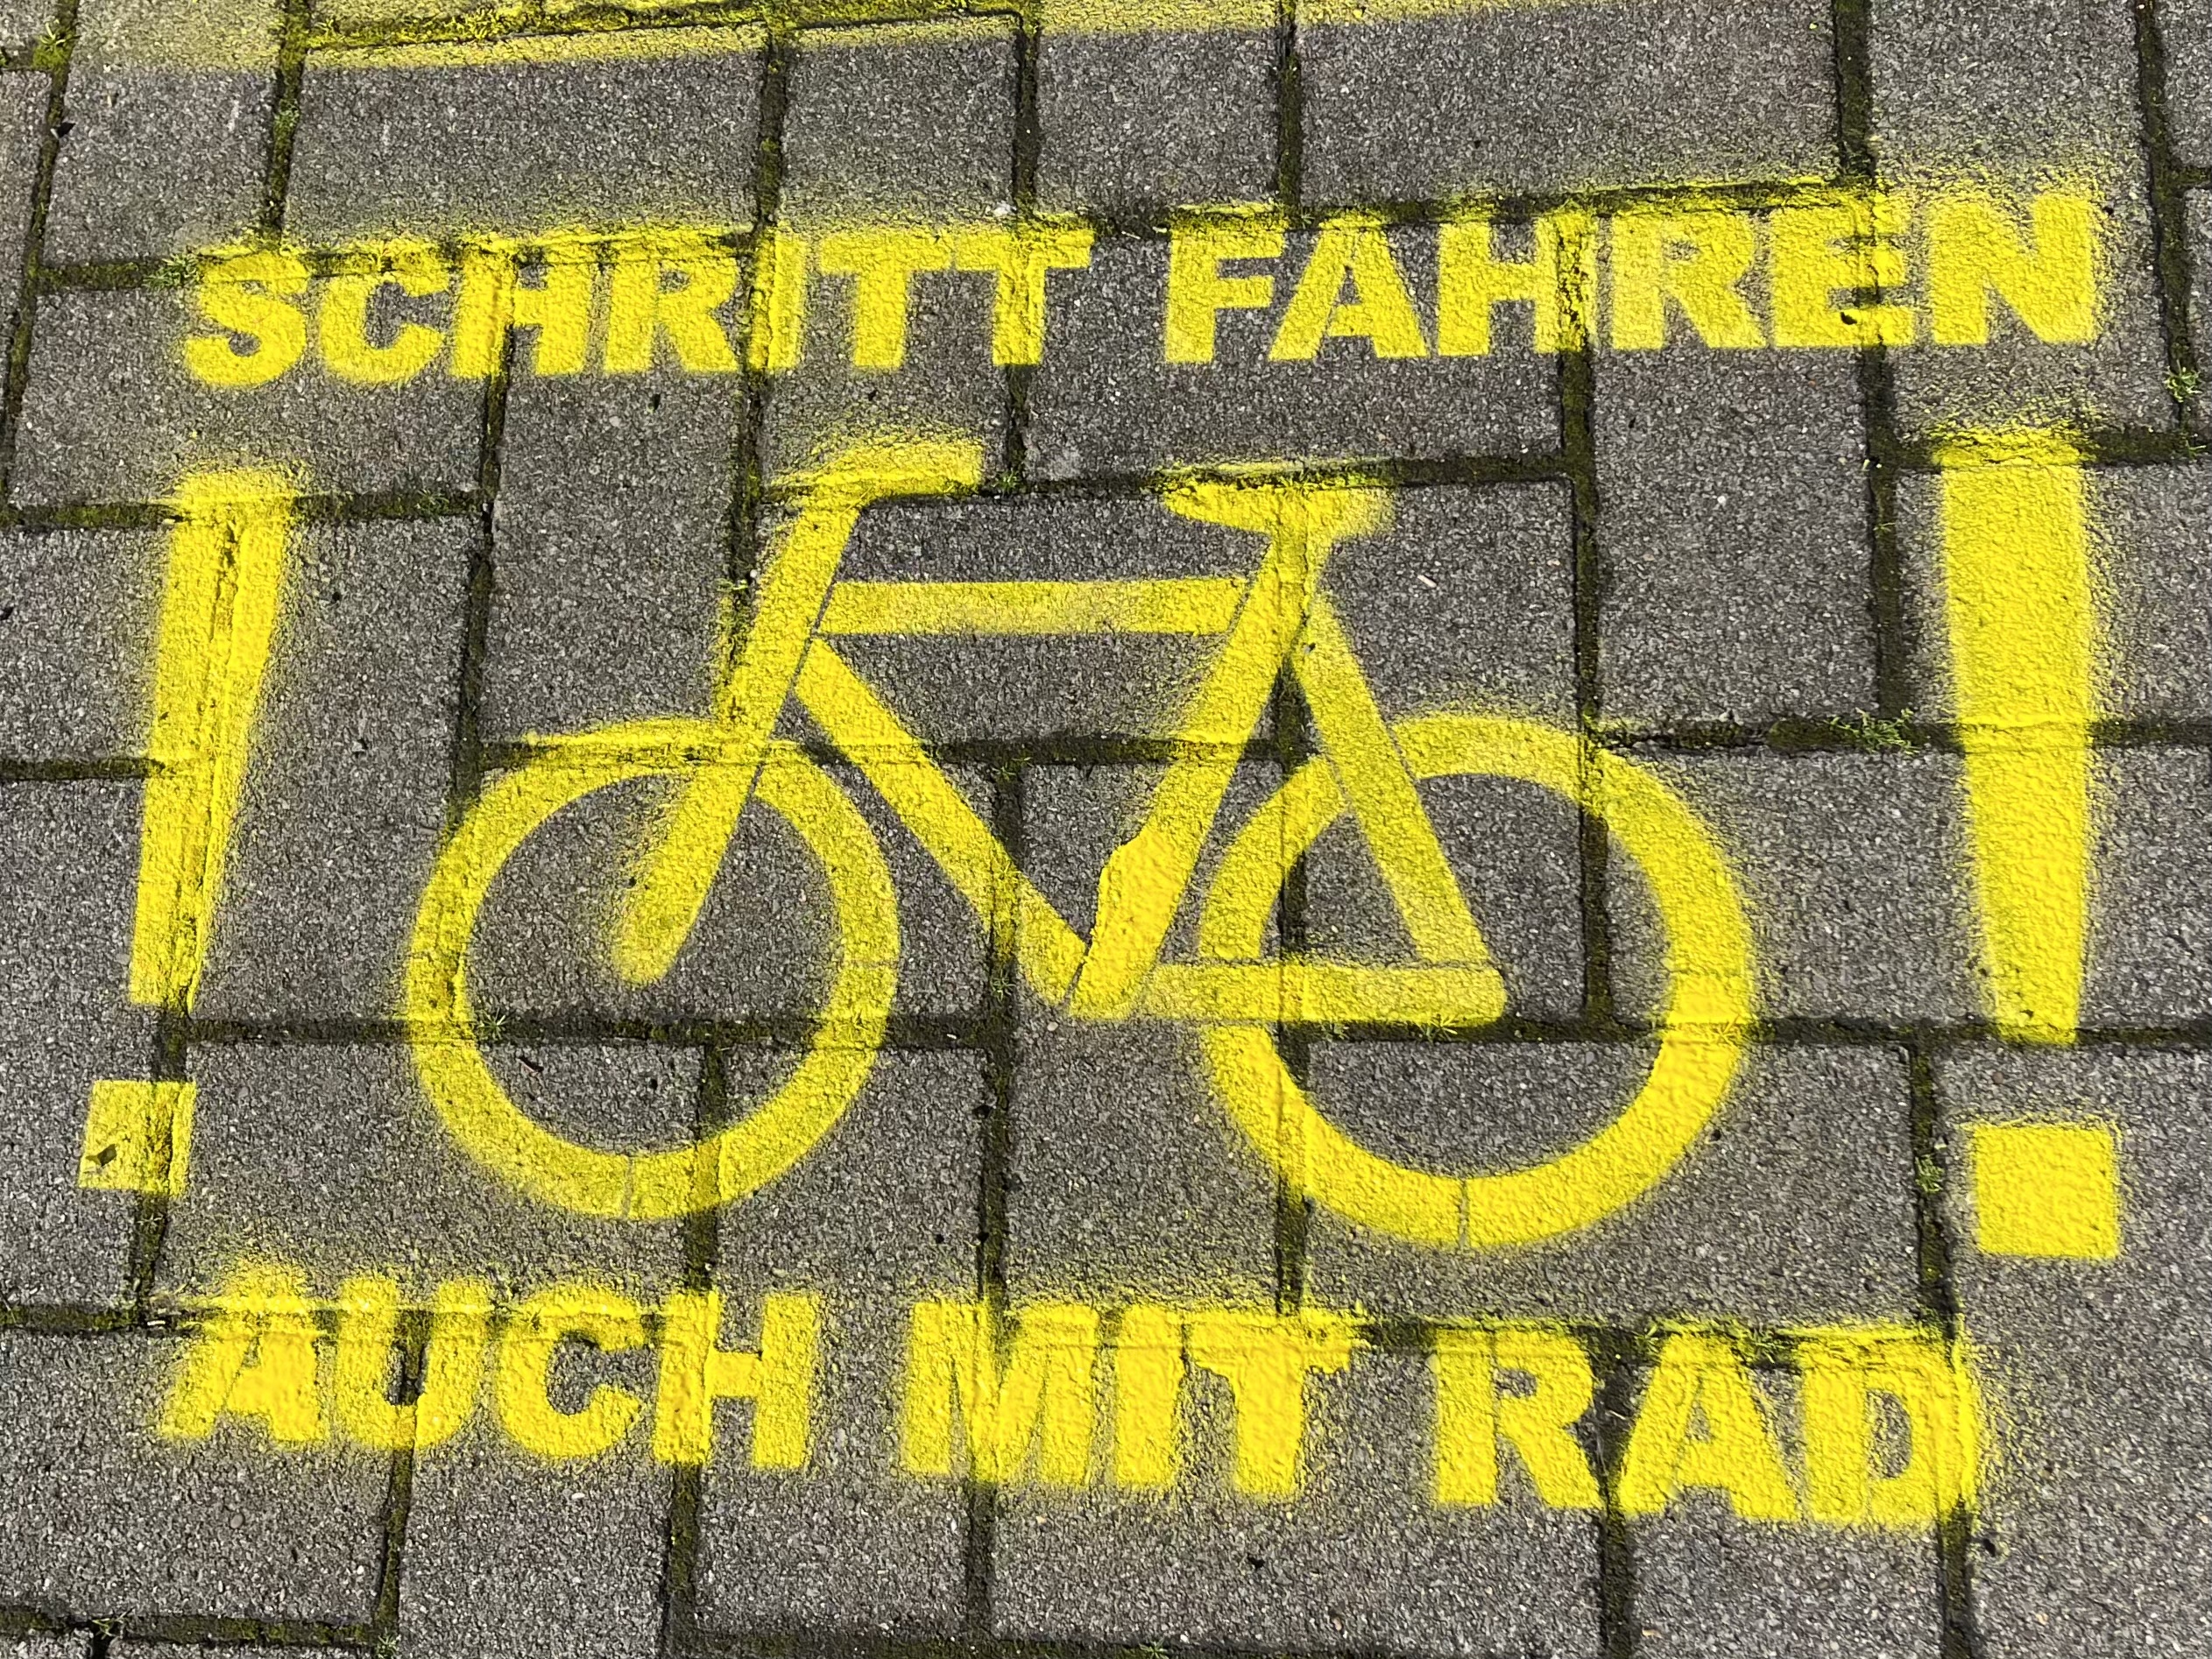 SCHRITT FAHREN
! !
AUCH MIT RAD